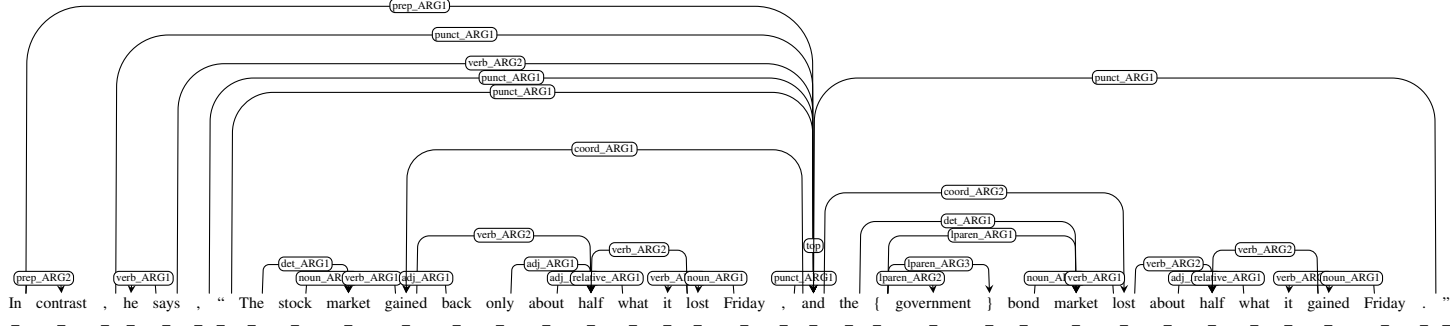 prep_ARG1
punct_ARG1
verb_ARG2
punct_ARG1
punct_ARG1 punct_ARG1
coord_ARG1
coord_ARG2
det_ARG1
verb_ARG2 lparen_ARG1
top
verb_ARG2 verb_ARG2
det_ARG1 adj_ARG1 lparen_ARG3 verb_ARG2
prep_ARG2 verb_ARG1 verb_ARG1 adj_ARG1 relative_ARG1 noun_ARG1 punct_ARG1 lparen_ARG2 verb_ARG1 relative_ARG1 noun_ARG1
In contrast , he says , “ The stock market gained back only about half what it lost Friday , and the { government } bond market lost about half what it gained Friday . ”